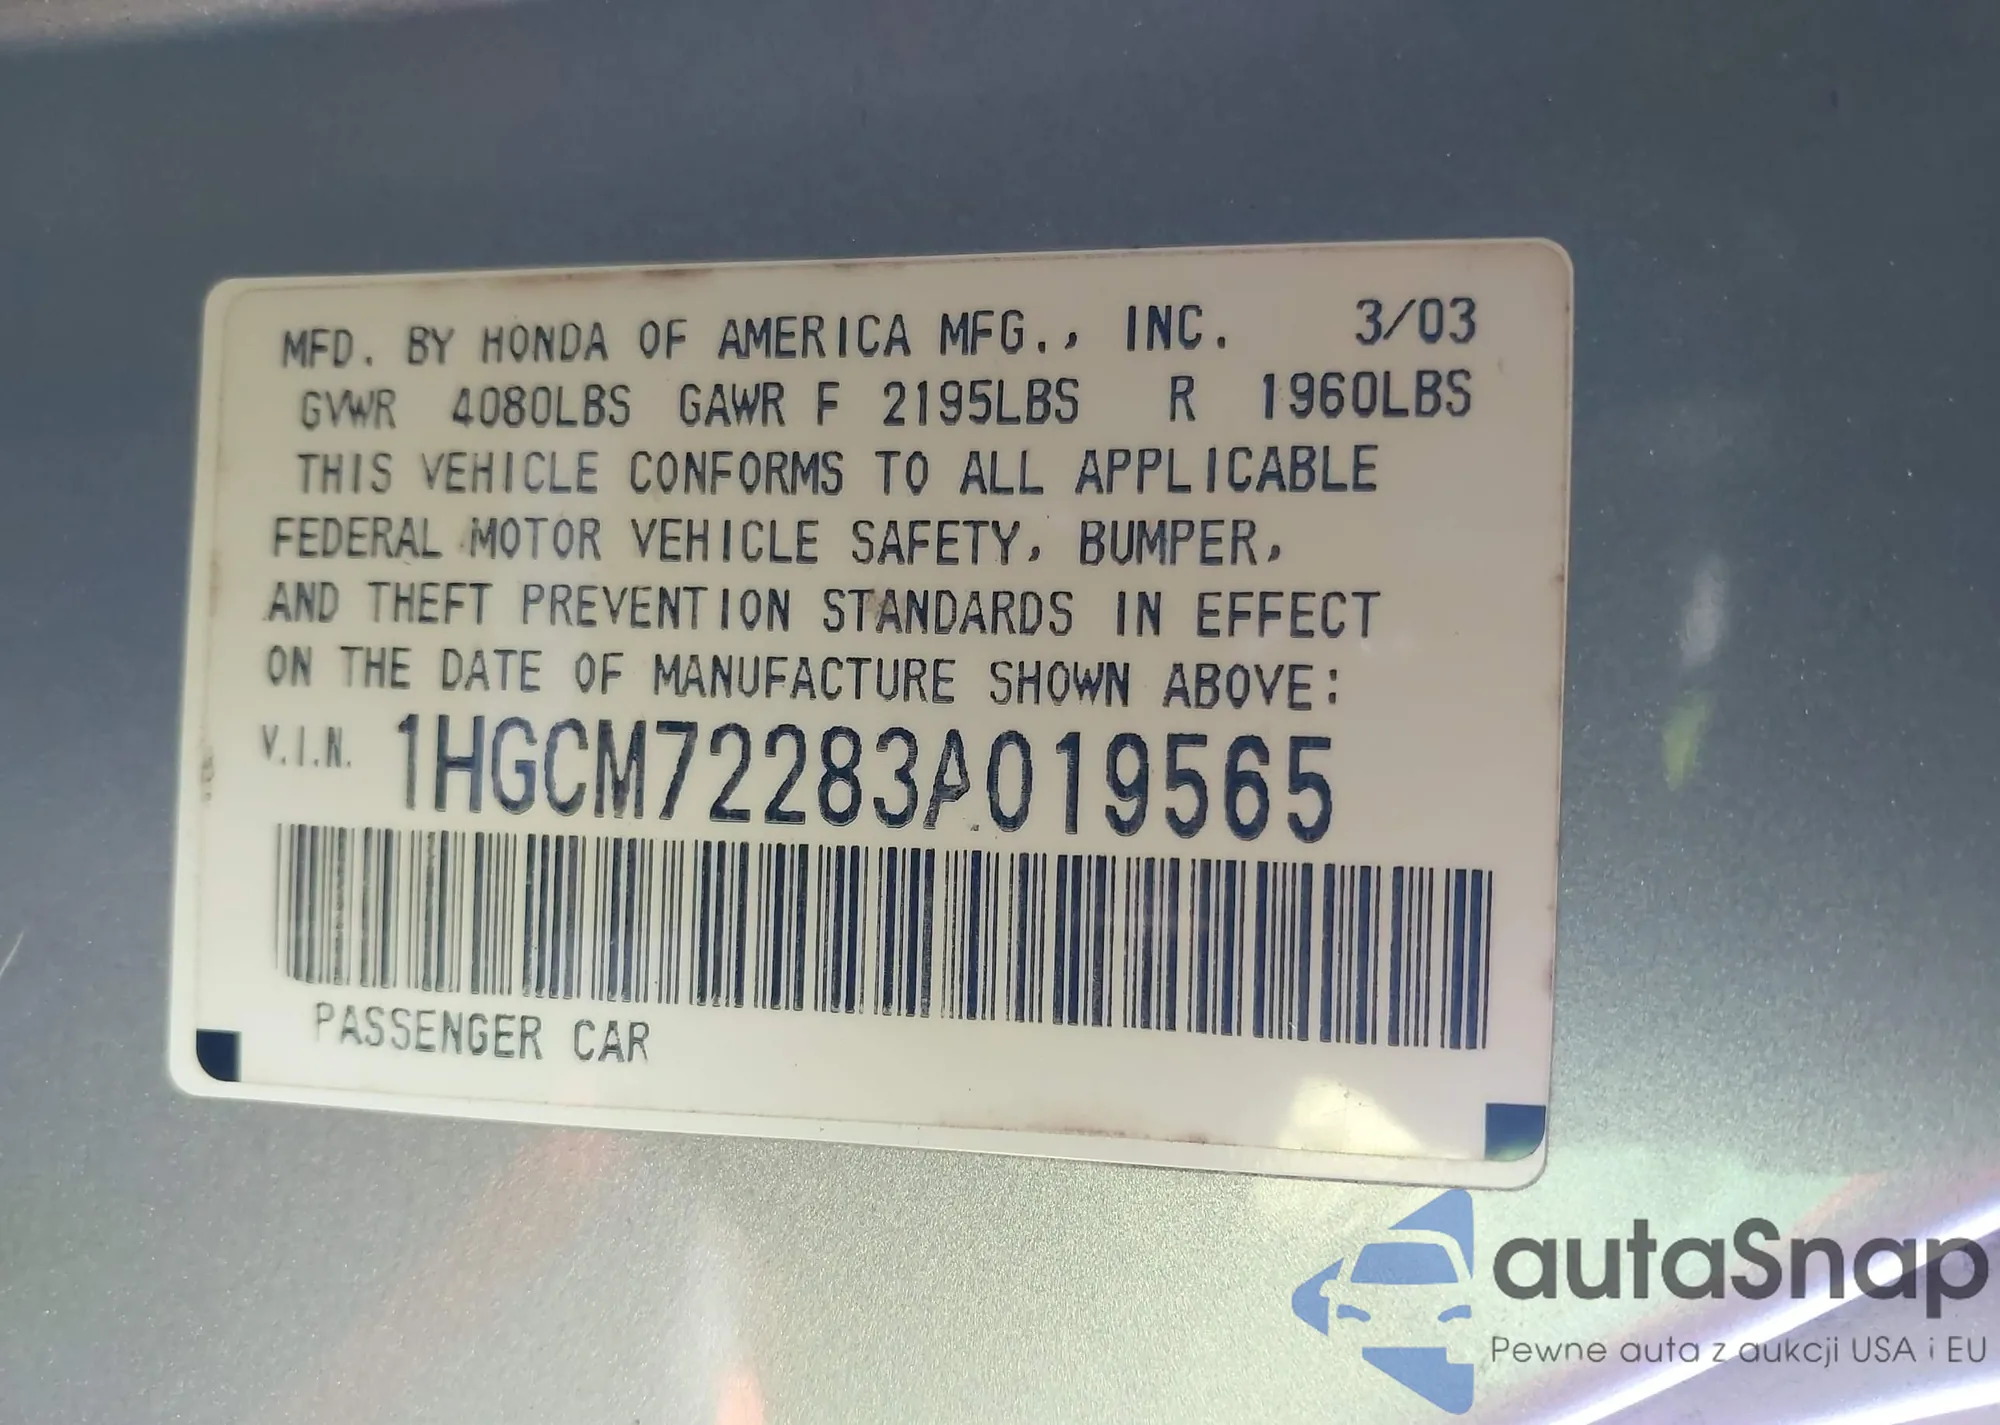 MFD. BY HONDA OF AMERICA MFG., INC. 3/03
GVWR 4080LBS GAWR F 2195LBS R 1960LBS
THIS VEHICLE CONFORMS TO ALL APPLICABLE
FEDERAL MOTOR VEHICLE SAFETY, BUMPER,
AND THEFT PREVENTION STANDARDS IN EFFECT
ON THE DATE OF MANUFACTURE SHOWN ABOVE:
V.I.N. 1HGCM72283A019565
PASSENGER CAR
autaSnap
Pewne auta z aukcji USA i EU